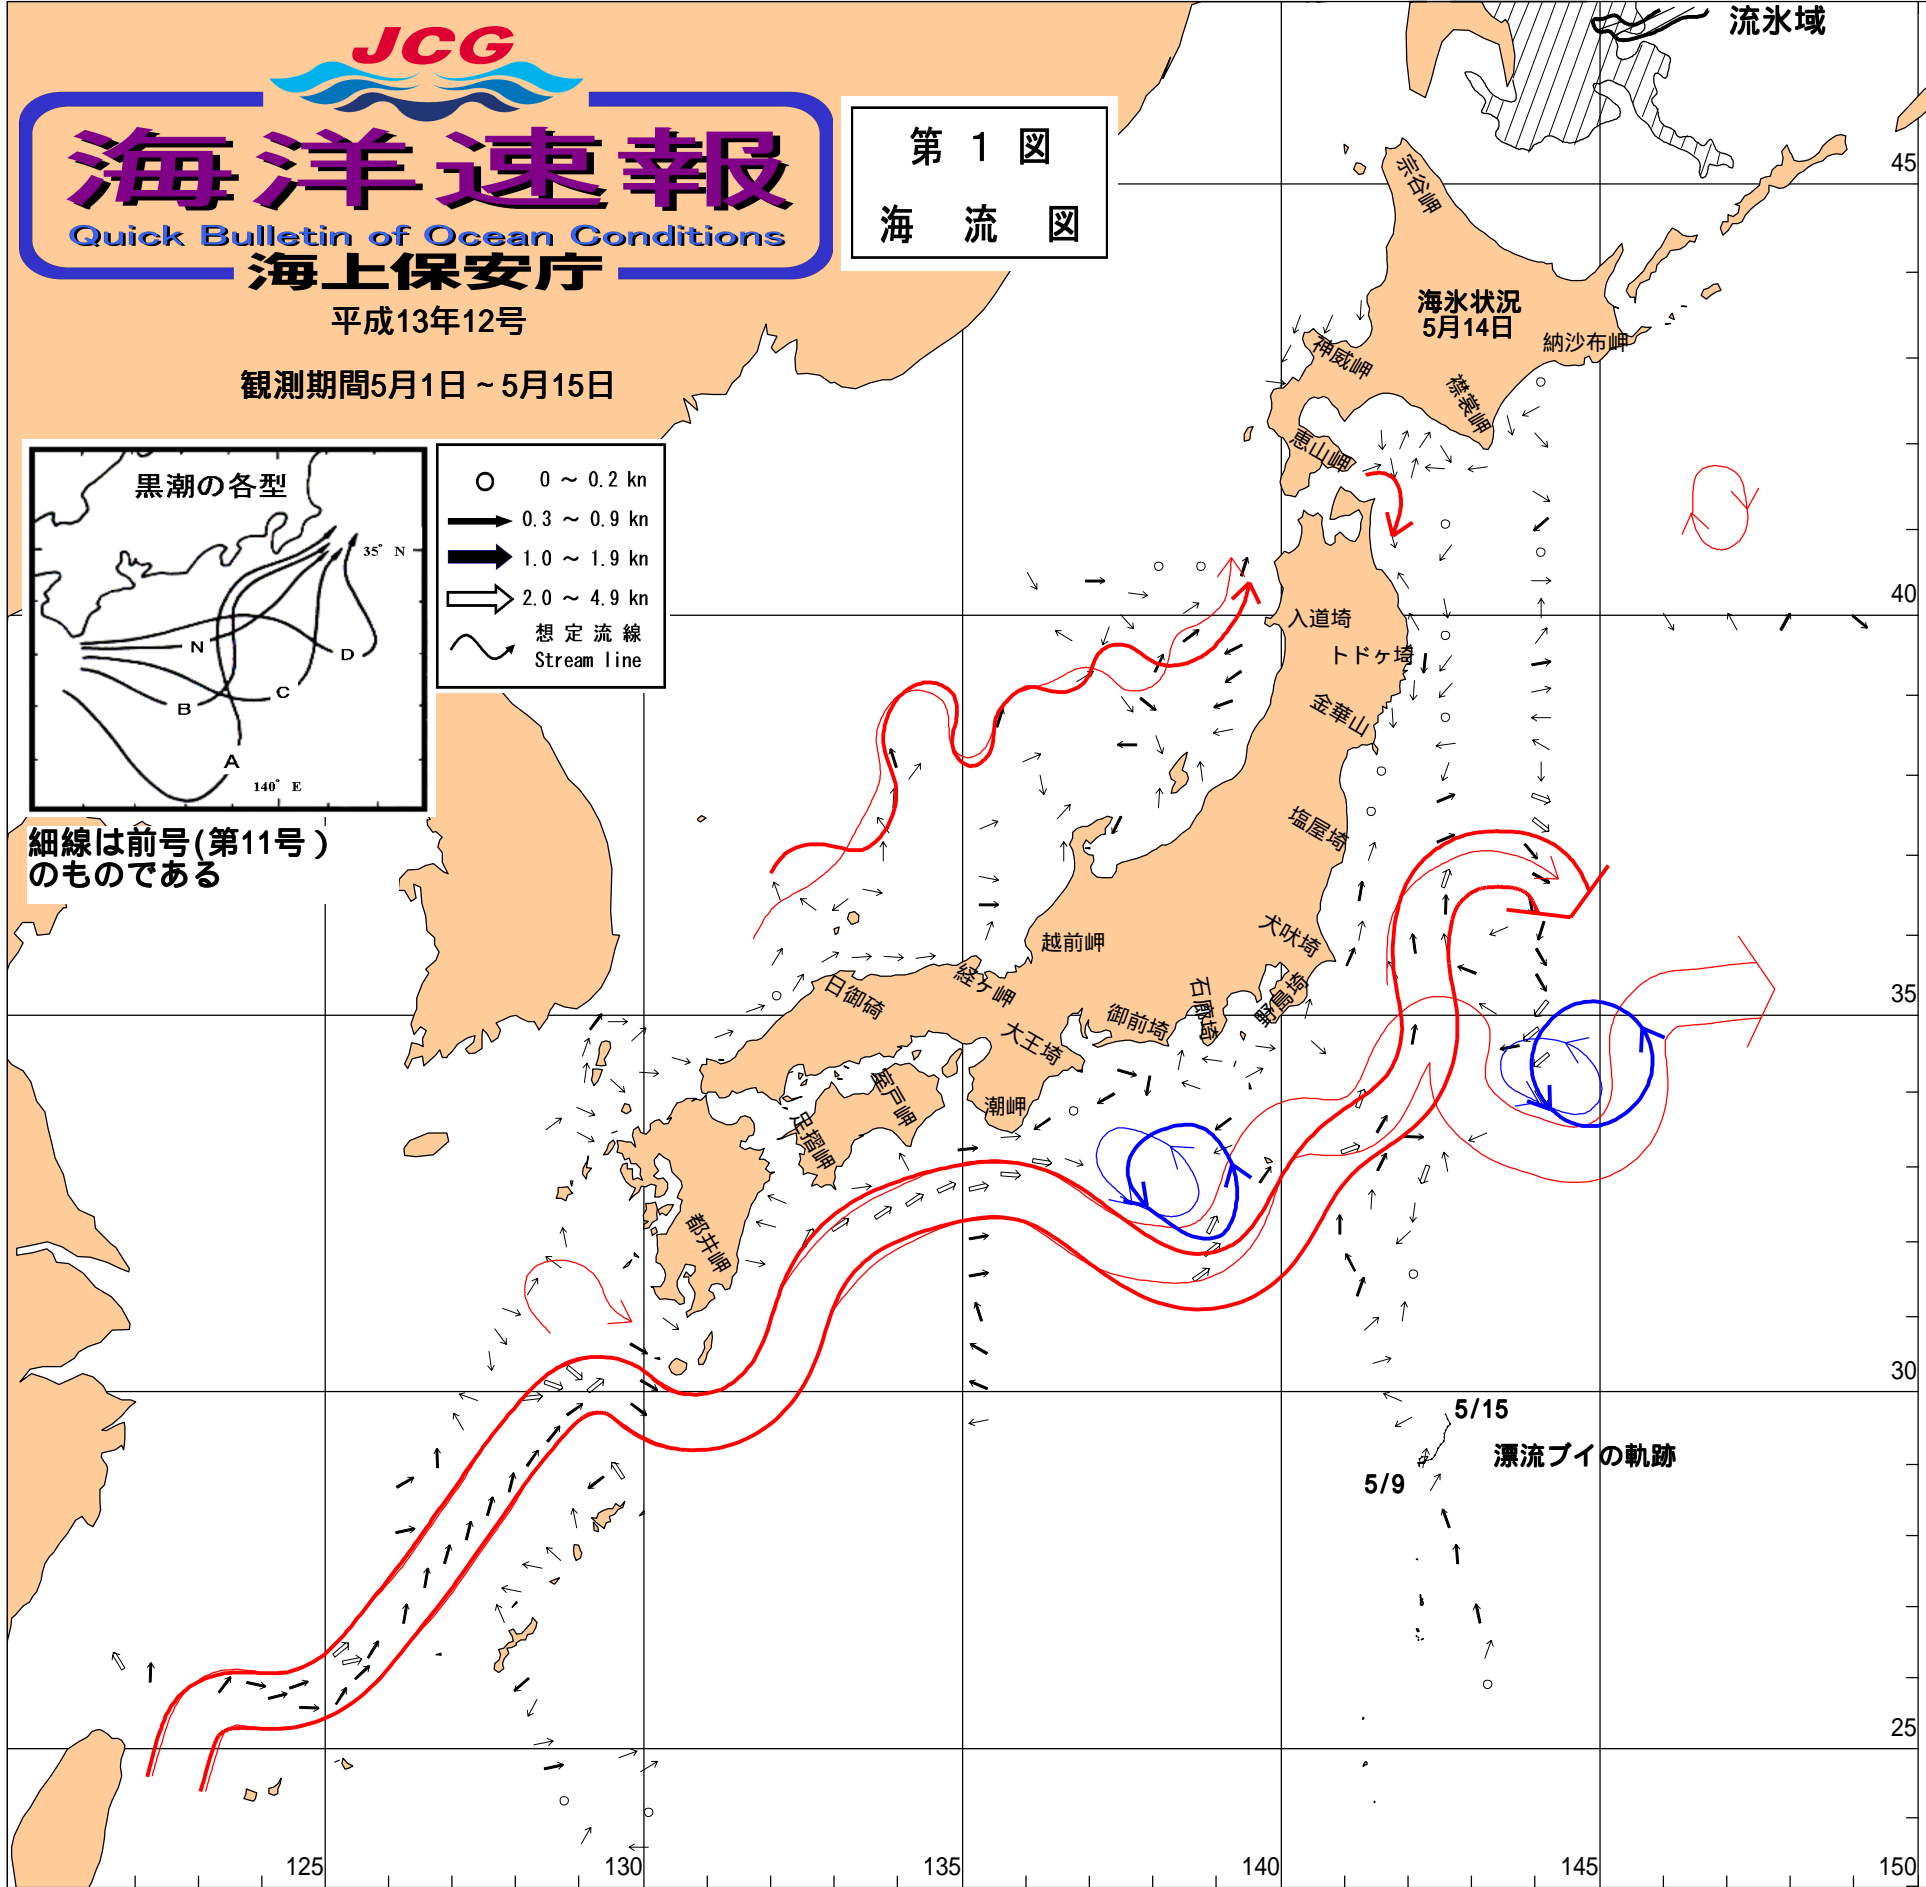 JCG
海洋速報
Quick Bulletin of Ocean Conditions
海上保安庁
平成13年12号
観測期間5月1日～5月15日
第 1 図
海 流 図
流氷域
黒潮の各型
35° N
N
D
B
C
A
140° E
0 ～ 0.2 kn
0.3 ～ 0.9 kn
1.0 ～ 1.9 kn
2.0 ～ 4.9 kn
想 定 流 線
Stream line
細線は前号(第11号)
のものである
宗谷岬
海氷状況
5月14日
納沙布岬
神威岬
襟裳岬
恵山岬
入道埼
トドヶ埼
金華山
塩屋埼
犬吠埼
越前岬
経ヶ岬
日御碕
石廊埼
野島埼
御前埼
大王埼
室戸岬
潮岬
足摺岬
都井岬
5/15
漂流ブイの軌跡
5/9
45
40
35
30
25
125
130
135
140
145
150